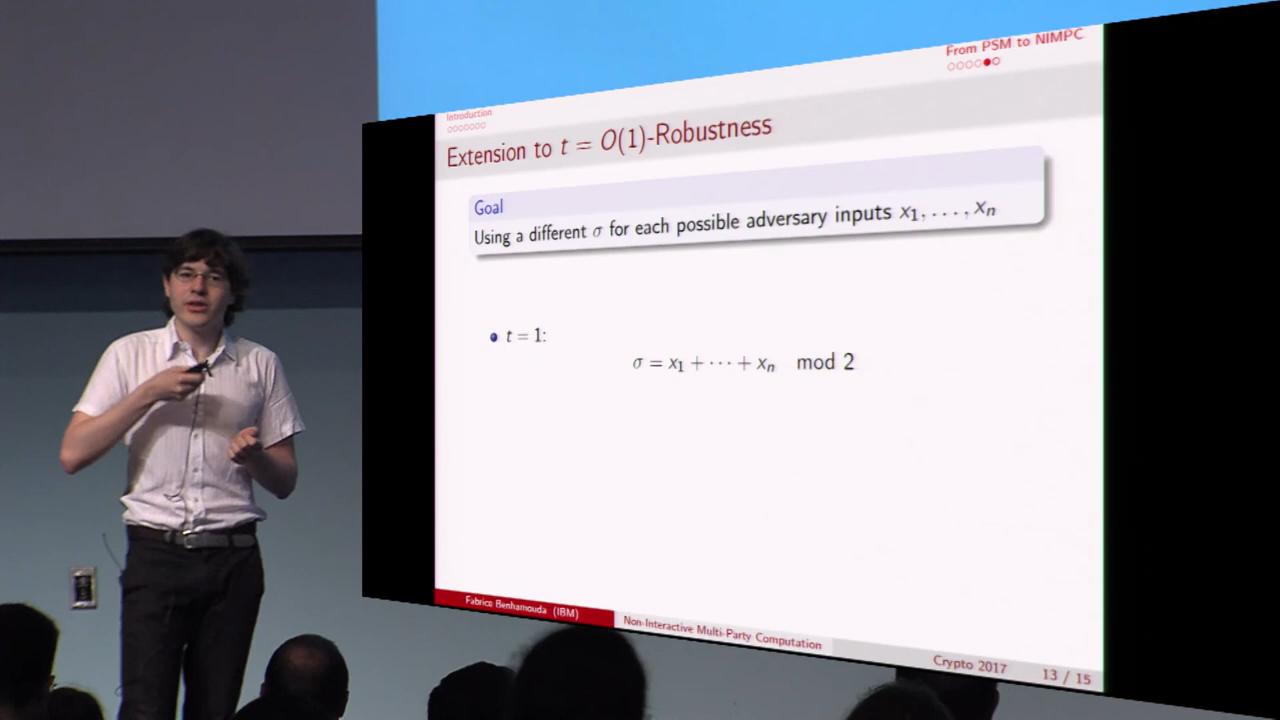 Introduction
From PSM to NIMPC
Extension to t = O(1)-Robustness
Goal
Using a different σ for each possible adversary inputs x₁, . . . , xₙ
t = 1:
σ = x₁ + · · · + xₙ mod 2
Fabrice Benhamouda (IBM)
Non-Interactive Multi-Party Computation
Crypto 2017
13 / 15